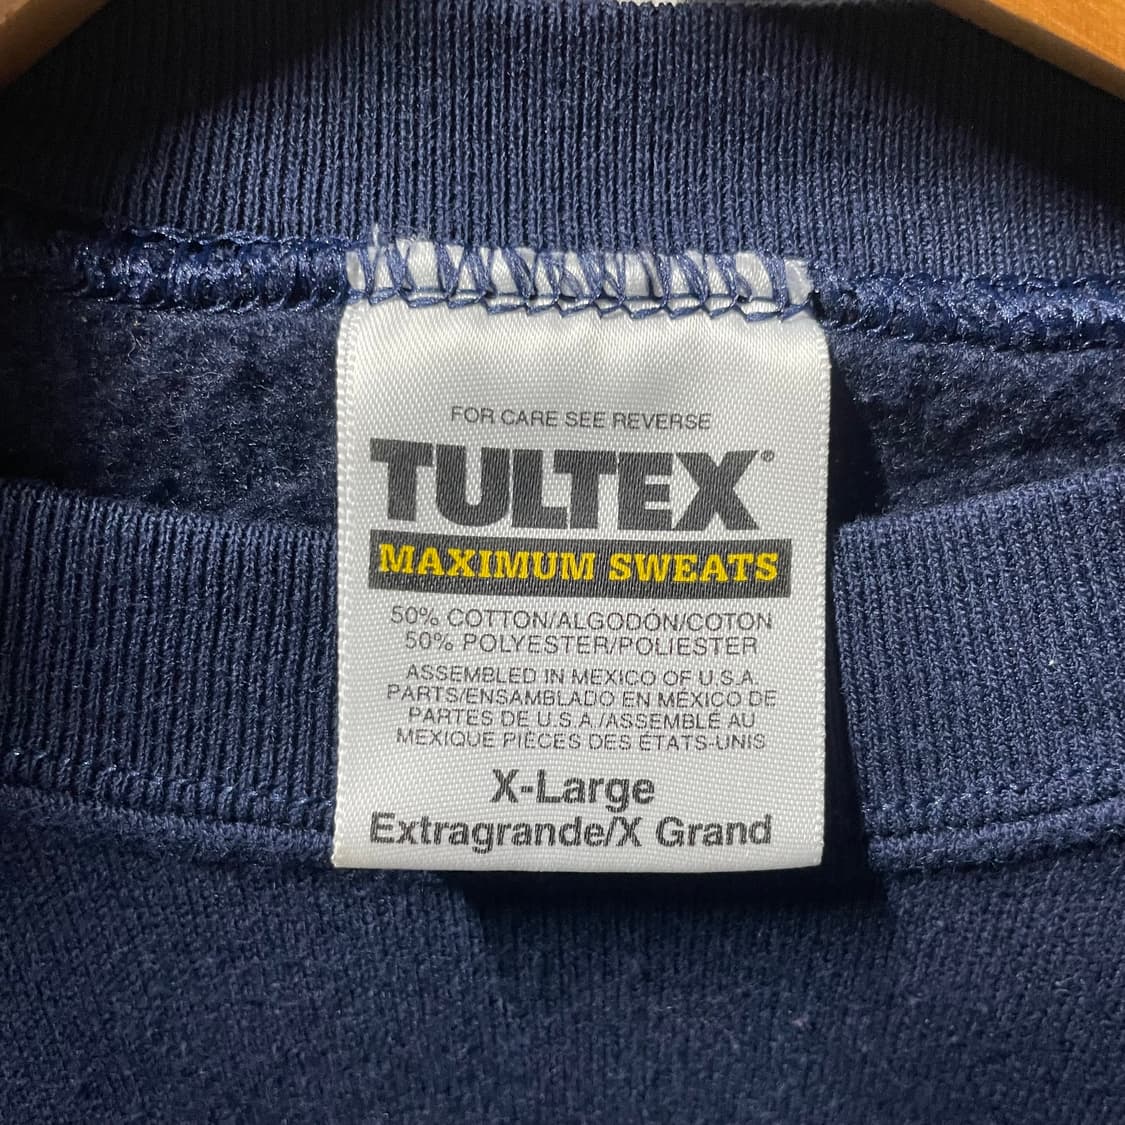 FOR CARE SEE REVERSE
TULTEX®
MAXIMUM SWEATS
50% COTTON/ALGODÓN/COTON
50% POLYESTER/POLIESTER
ASSEMBLED IN MEXICO OF U.S.A.
PARTS/ENSAMBLADO EN MÉXICO DE
PARTES DE U.S.A./ASSEMBLÉ AU
MEXIQUE PIÈCES DES ÉTATS-UNIS
X-Large
Extragrande/X Grand